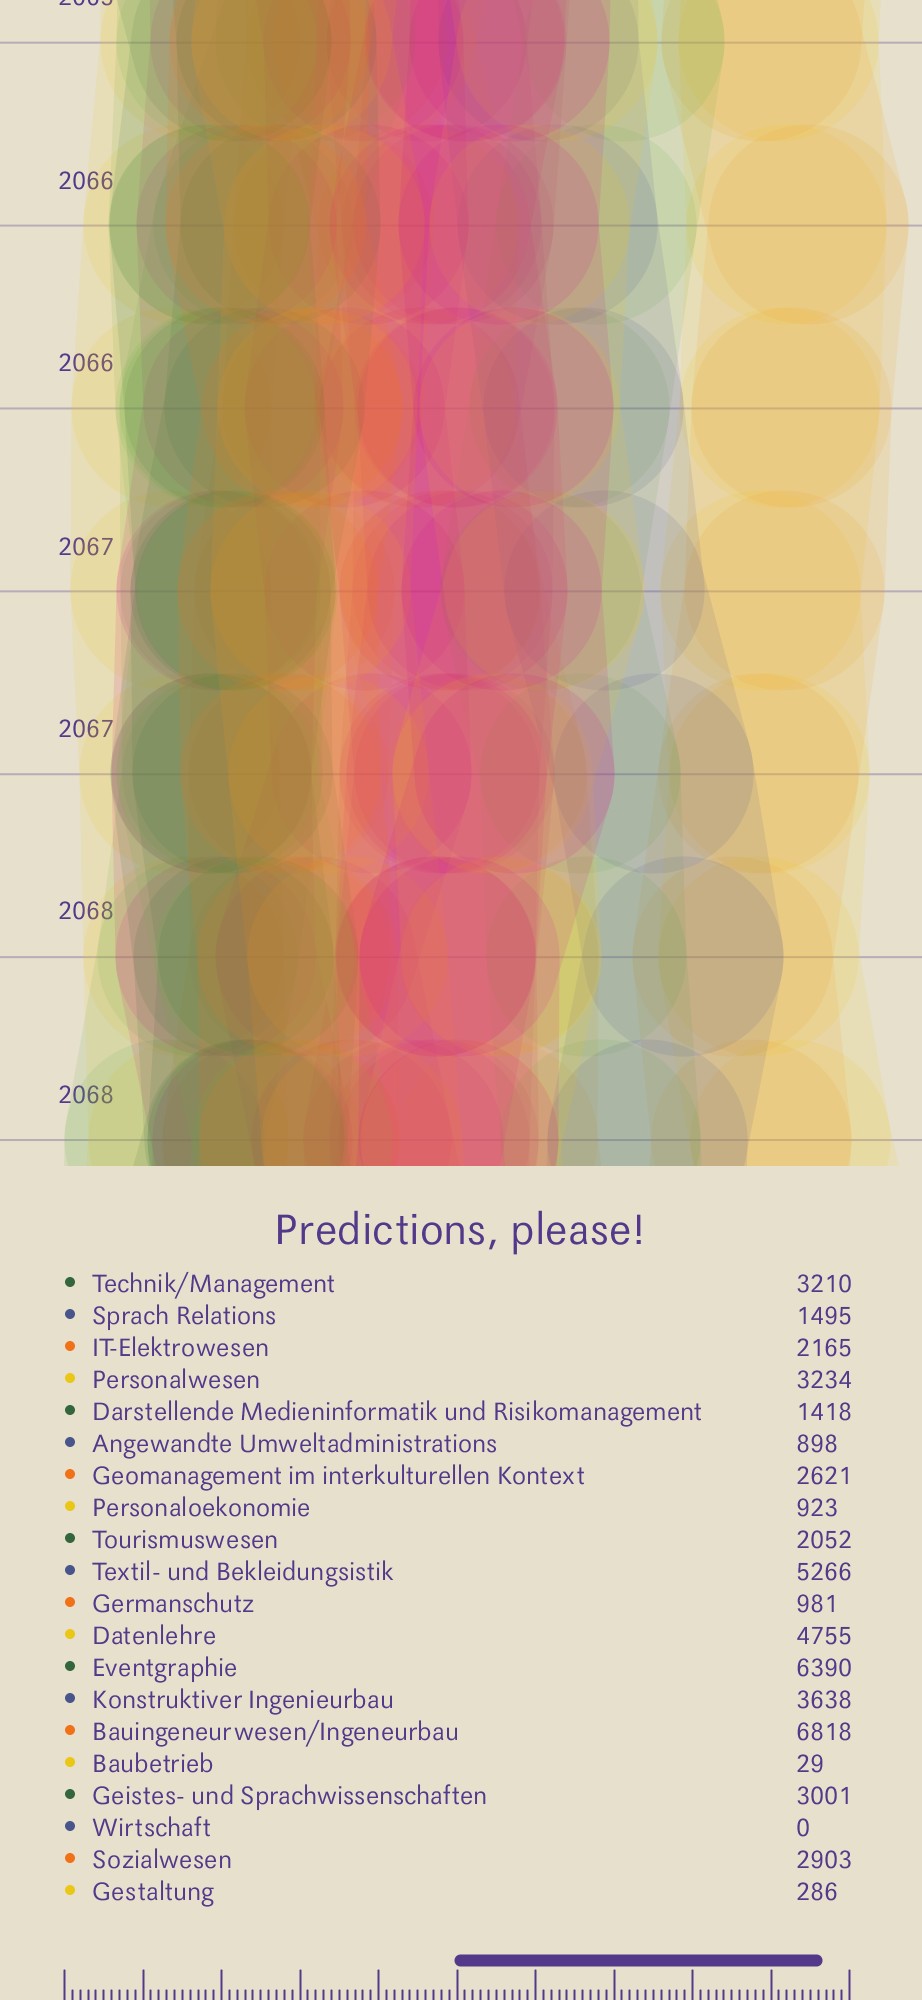 2066
2066
2067
2067
2068
2068
Predictions, please!
Technik/Management 3210
Sprach Relations 1495
IT-Elektrowesen 2165
Personalwesen 3234
Darstellende Medieninformatik und Risikomanagement 1418
Angewandte Umweltadministrations 898
Geomanagement im interkulturellen Kontext 2621
Personaloekonomie 923
Tourismuswesen 2052
Textil- und Bekleidungsistik 5266
Germanschutz 981
Datenlehre 4755
Eventgraphie 6390
Konstruktiver Ingenieurbau 3638
Bauingeneurwesen/Ingeneurbau 6818
Baubetrieb 29
Geistes- und Sprachwissenschaften 3001
Wirtschaft 0
Sozialwesen 2903
Gestaltung 286